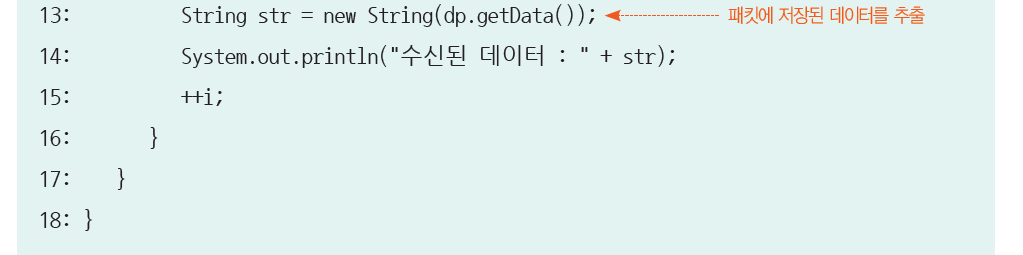 13: String str = new String(dp.getData()); 패킷에 저장된 데이터를 추출
14: System.out.println("수신된 데이터 : " + str);
15: ++i;
16: }
17: }
18: }